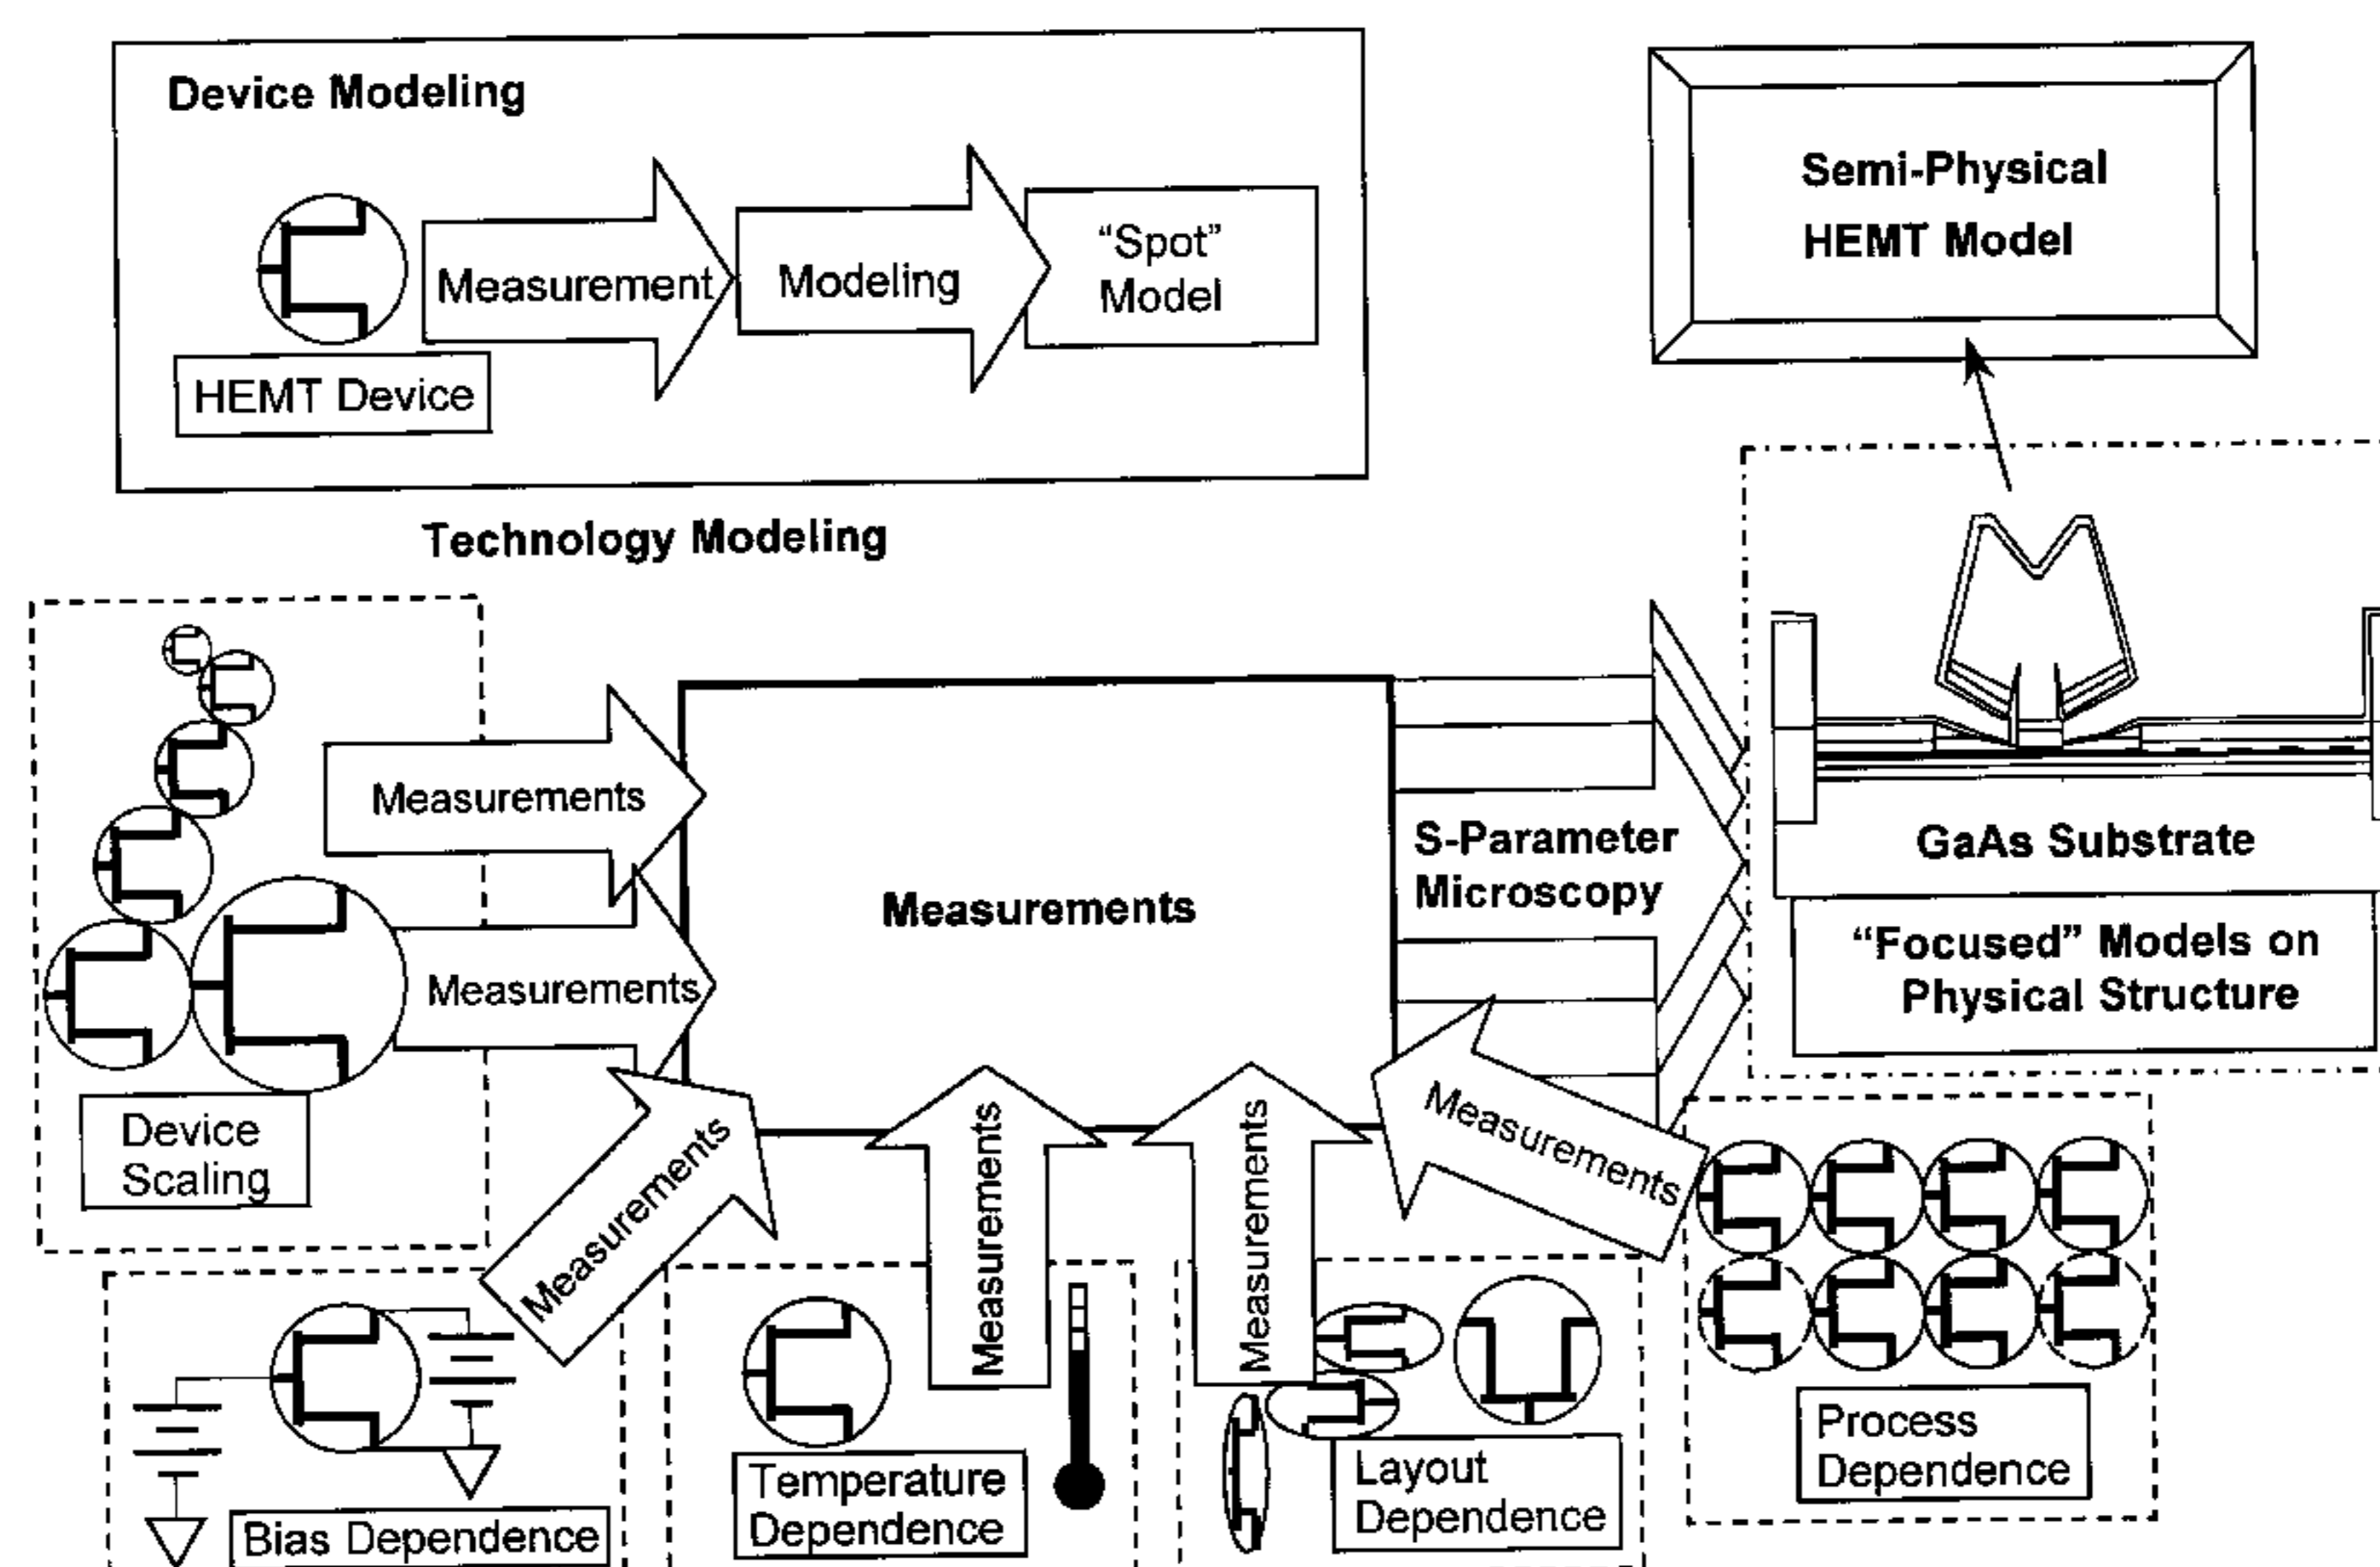 Device Modeling
Measurement
Modeling
“Spot”
Model
HEMT Device
Semi-Physical
HEMT Model
Technology Modeling
Measurements
Measurements
Device
Scaling
Measurements
S-Parameter
Microscopy
GaAs Substrate
“Focused” Models on
Physical Structure
Measurements
Measurements
Measurements
Measurements
Bias Dependence
Temperature
Dependence
Layout
Dependence
Process
Dependence